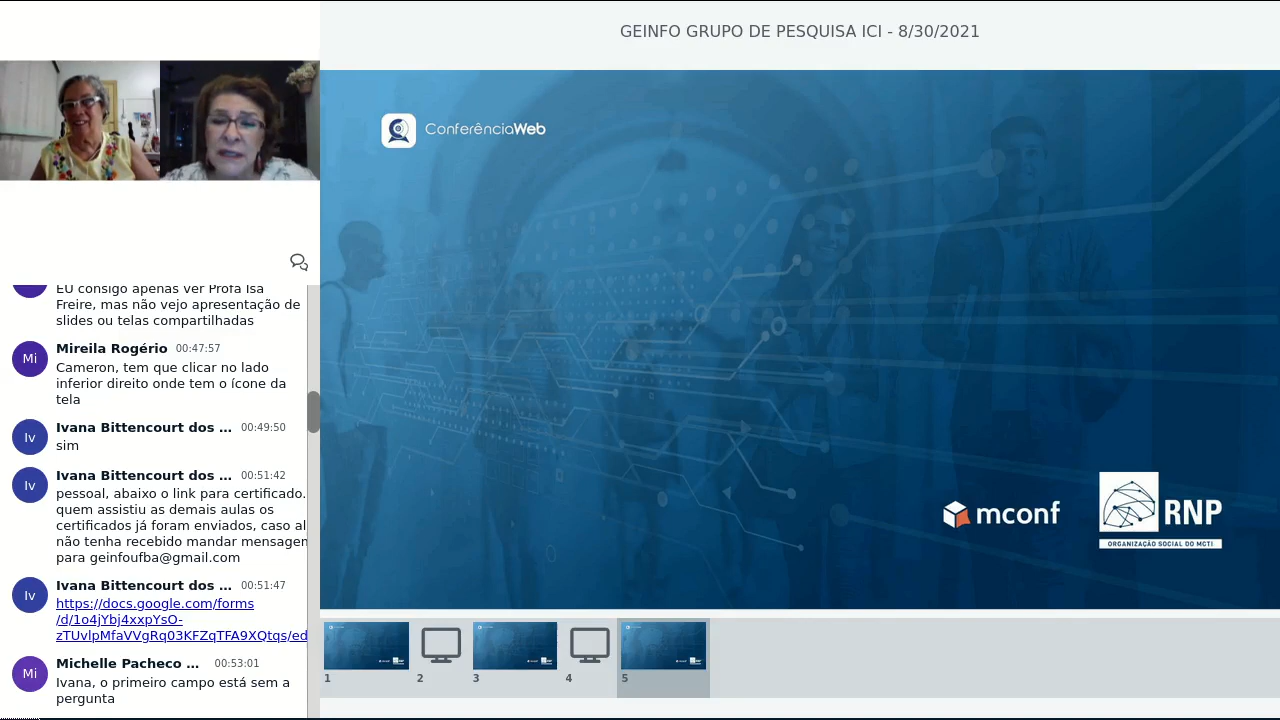 GEINFO GRUPO DE PESQUISA ICI - 8/30/2021
ConferênciaWeb
EU consigo apenas ver Profa Isa
Freire, mas não vejo apresentação de
slides ou telas compartilhadas
Mi
Mireila Rogério 00:47:57
Cameron, tem que clicar no lado
inferior direito onde tem o ícone da
tela
Iv
Ivana Bittencourt dos ... 00:49:50
sim
Iv
Ivana Bittencourt dos ... 00:51:42
pessoal, abaixo o link para certificado.
quem assistiu as demais aulas os
certificados já foram enviados, caso al
não tenha recebido mandar mensagen
para geinfoufba@gmail.com
Iv
Ivana Bittencourt dos ... 00:51:47
https://docs.google.com/forms
/d/1o4jYbj4xxpYsO-
zTUvlpMfaVVgRq03KFZqTFA9XQtqs/ed
Mi
Michelle Pacheco ... 00:53:01
Ivana, o primeiro campo está sem a
pergunta
mconf
RNP
ORGANIZAÇÃO SOCIAL DO MCTI
1 2 3 4 5